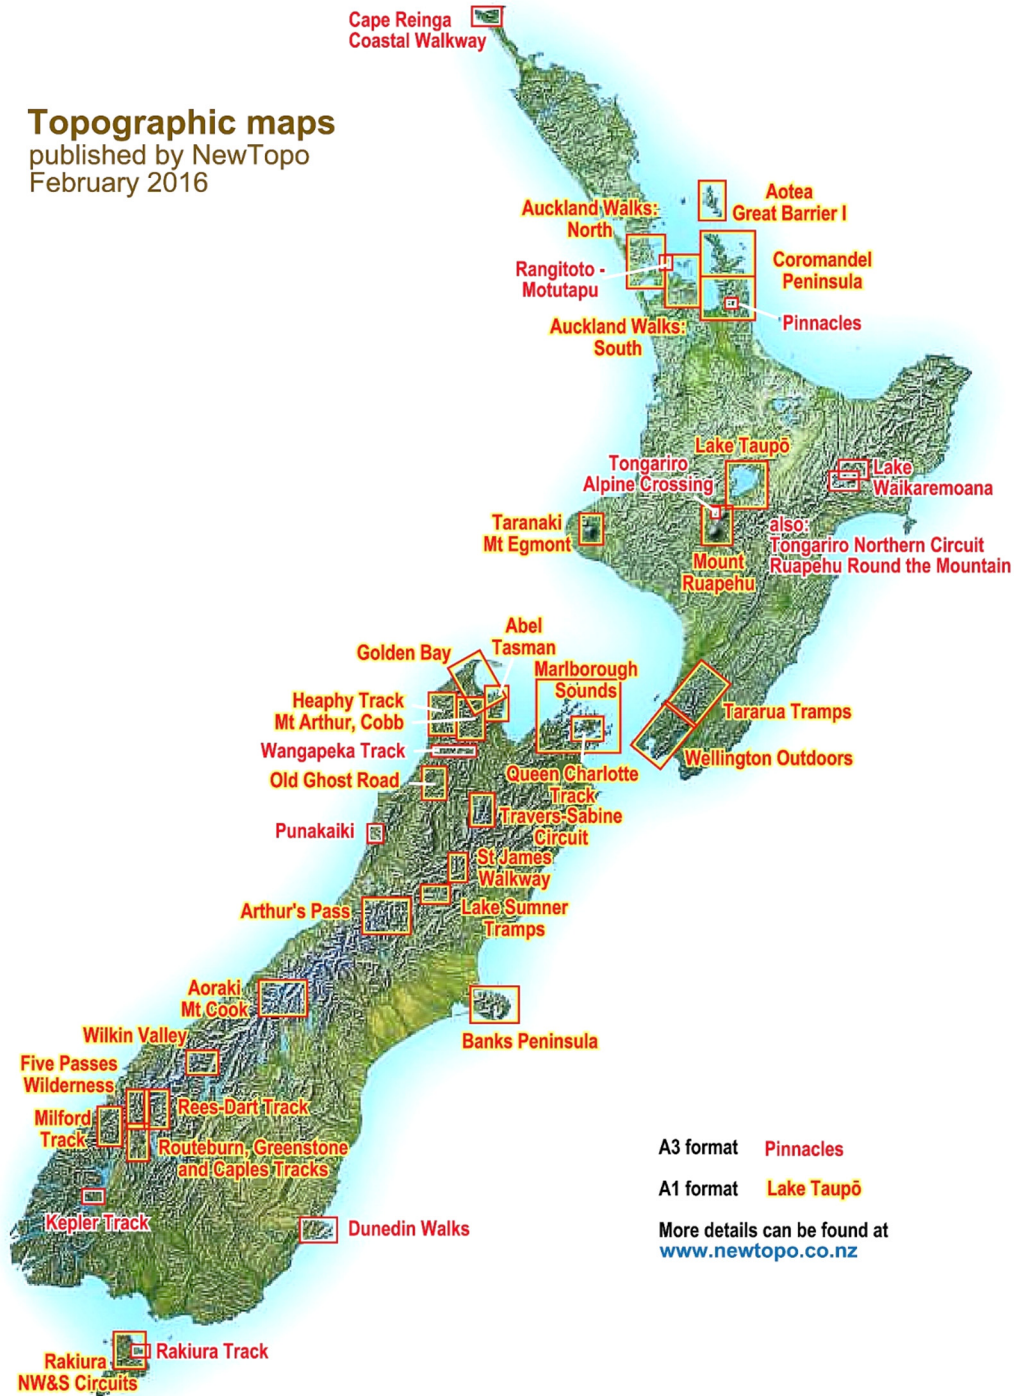 Cape Reinga
Coastal Walkway
Topographic maps
published by NewTopo
February 2016
Aotea
Great Barrier I
Auckland Walks:
North
Coromandel
Peninsula
Rangitoto -
Motutapu
Pinnacles
Auckland Walks:
South
Lake Taupō
Tongariro
Alpine Crossing
Lake
Waikaremoana
Taranaki
Mt Egmont
also:
Tongariro Northern Circuit
Ruapehu Round the Mountain
Mount
Ruapehu
Abel
Tasman
Golden Bay
Marlborough
Sounds
Heaphy Track
Mt Arthur, Cobb
Tararua Tramps
Wangapeka Track
Wellington Outdoors
Old Ghost Road
Queen Charlotte
Track
Travers-Sabine
Circuit
Punakaiki
St James
Walkway
Arthur's Pass
Lake Sumner
Tramps
Aoraki
Mt Cook
Banks Peninsula
Wilkin Valley
Five Passes
Wilderness
Rees-Dart Track
Milford
Track
Routeburn, Greenstone
and Caples Tracks
Kepler Track
Dunedin Walks
A3 format Pinnacles
A1 format Lake Taupō
More details can be found at
www.newtopo.co.nz
Rakiura Track
Rakiura
NW&S Circuits